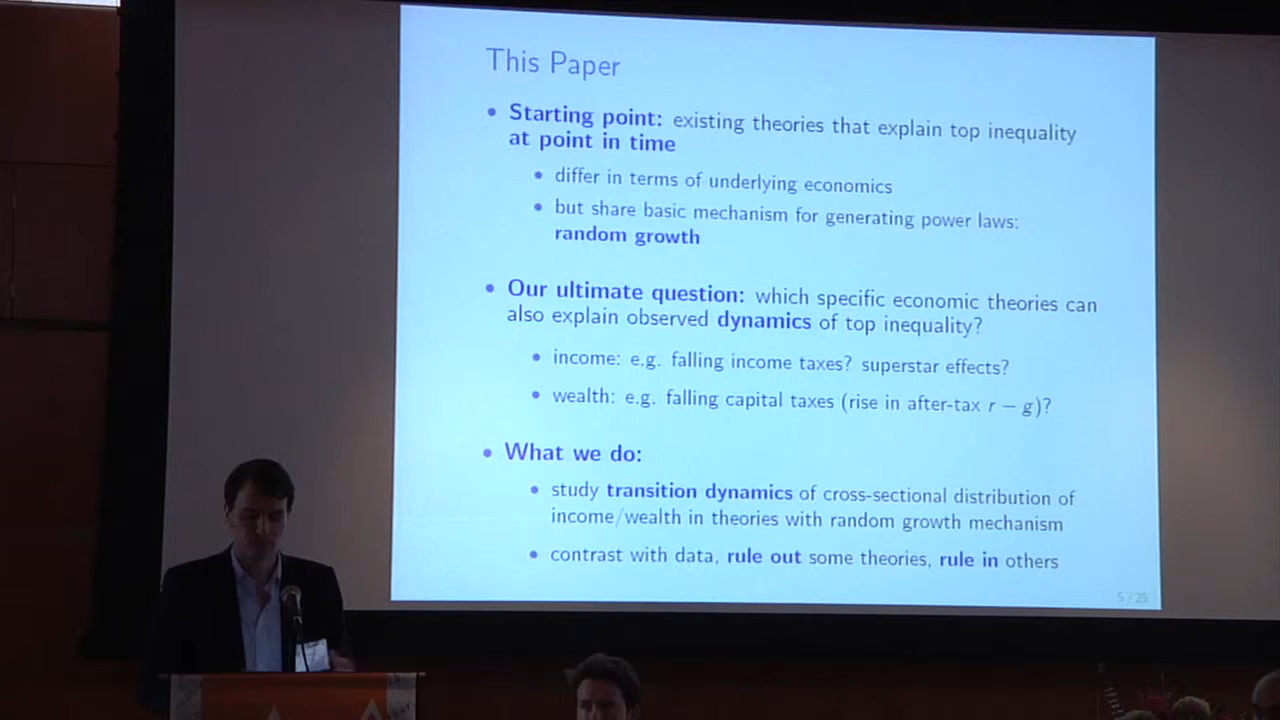 This Paper
• Starting point: existing theories that explain top inequality
at point in time
• differ in terms of underlying economics
• but share basic mechanism for generating power laws:
random growth
• Our ultimate question: which specific economic theories can
also explain observed dynamics of top inequality?
• income: e.g. falling income taxes? superstar effects?
• wealth: e.g. falling capital taxes (rise in after-tax r − g)?
• What we do:
• study transition dynamics of cross-sectional distribution of
income/wealth in theories with random growth mechanism
• contrast with data, rule out some theories, rule in others
5 / 25